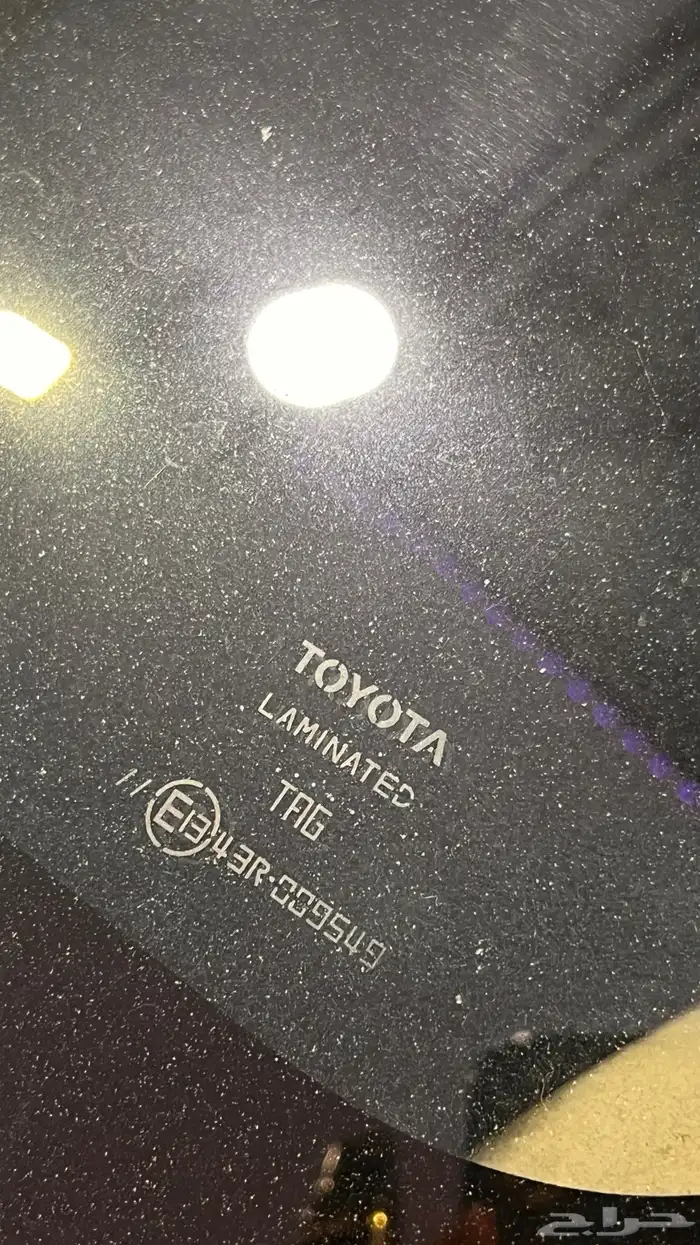 TOYOTA
LAMINATED
TAG
// E13 43R-009549
حراج